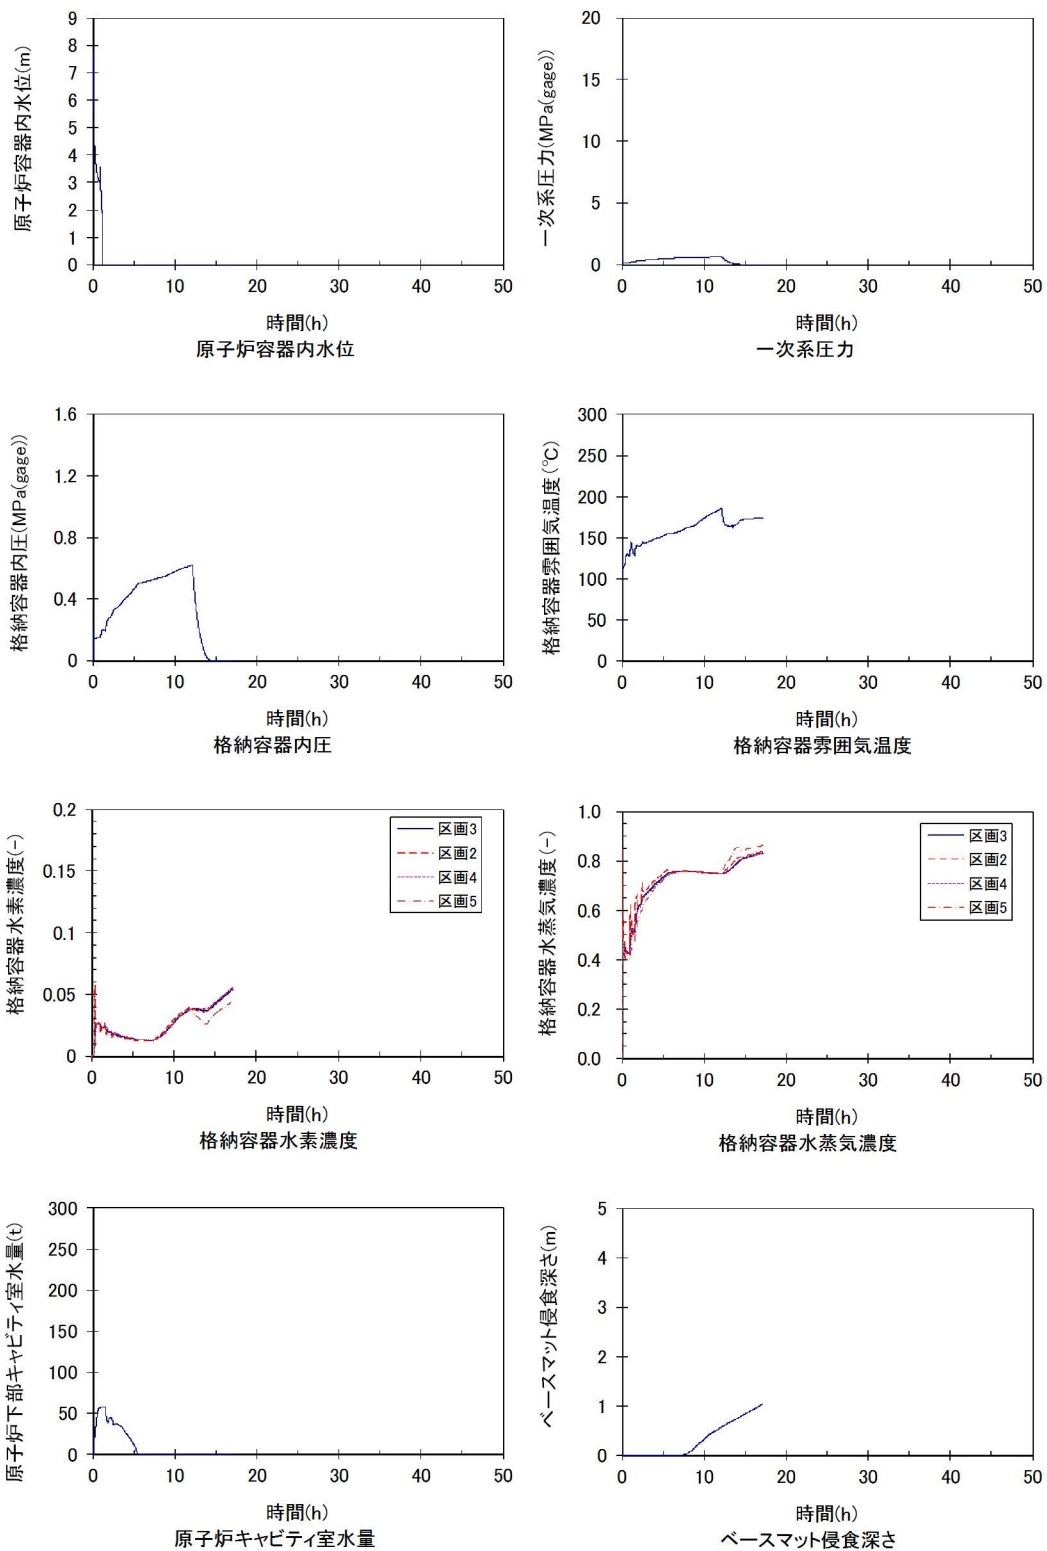 原子炉容器内水位(m)
9
8
7
6
5
4
3
2
1
0
0 10 20 30 40 50
時間(h)
原子炉容器内水位
一次系圧力(MPa(gage))
20
15
10
5
0
0 10 20 30 40 50
時間(h)
一次系圧力
格納容器内圧(MPa(gage))
1.6
1.2
0.8
0.4
0
0 10 20 30 40 50
時間(h)
格納容器内圧
格納容器雰囲気温度(℃)
300
250
200
150
100
50
0
0 10 20 30 40 50
時間(h)
格納容器雰囲気温度
格納容器水素濃度(-)
0.2
0.15
0.1
0.05
0
区画3
区画2
区画4
区画5
0 10 20 30 40 50
時間(h)
格納容器水素濃度
格納容器水蒸気濃度(-)
1.0
0.8
0.6
0.4
0.2
0.0
区画3
区画2
区画4
区画5
0 10 20 30 40 50
時間(h)
格納容器水蒸気濃度
原子炉下部キャビティ室水量(t)
300
250
200
150
100
50
0
0 10 20 30 40 50
時間(h)
原子炉キャビティ室水量
ベースマット侵食深さ(m)
5
4
3
2
1
0
0 10 20 30 40 50
時間(h)
ベースマット侵食深さ